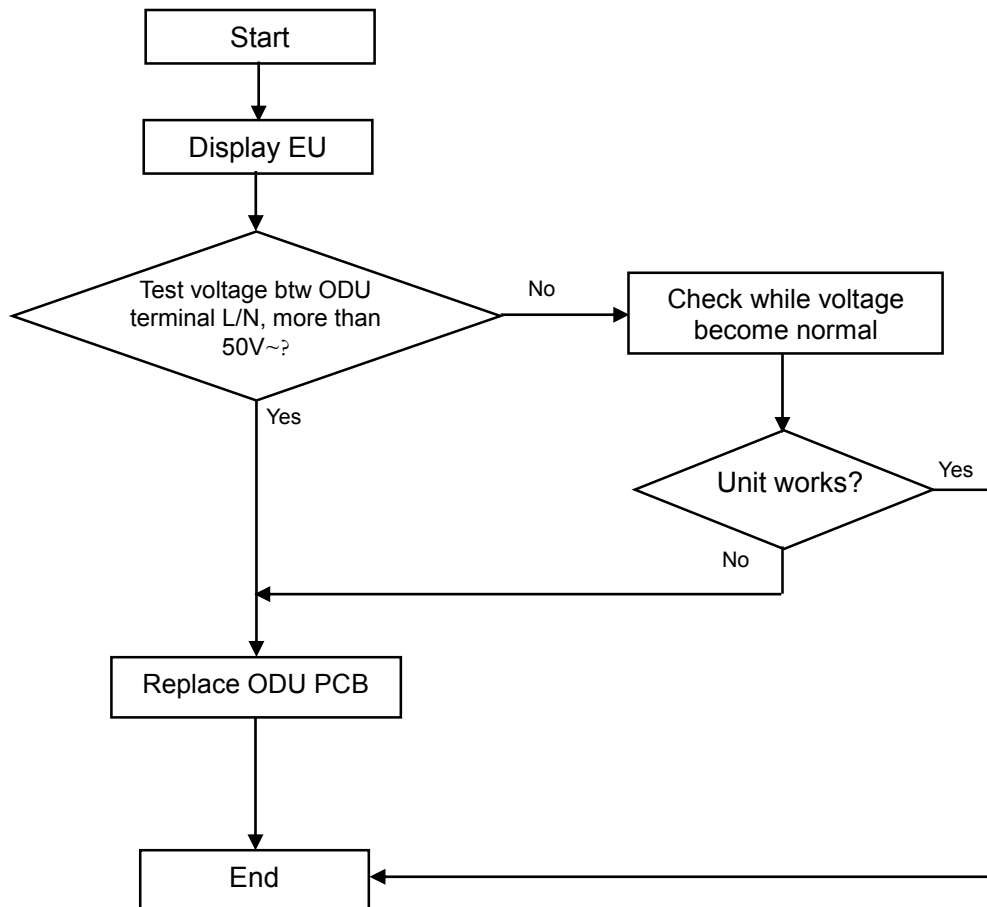 Start
Display EU
Test voltage btw ODU
terminal L/N, more than
50V~?
No
Check while voltage
become normal
Yes
Unit works?
Yes
No
Replace ODU PCB
End